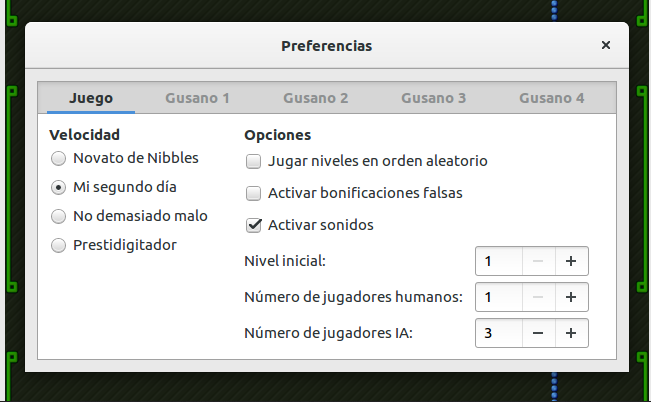 Preferencias
Juego Gusano 1 Gusano 2 Gusano 3 Gusano 4
Velocidad
Novato de Nibbles
Mi segundo día
No demasiado malo
Prestidigitador
Opciones
Jugar niveles en orden aleatorio
Activar bonificaciones falsas
Activar sonidos
Nivel inicial: 1
Número de jugadores humanos: 1
Número de jugadores IA: 3